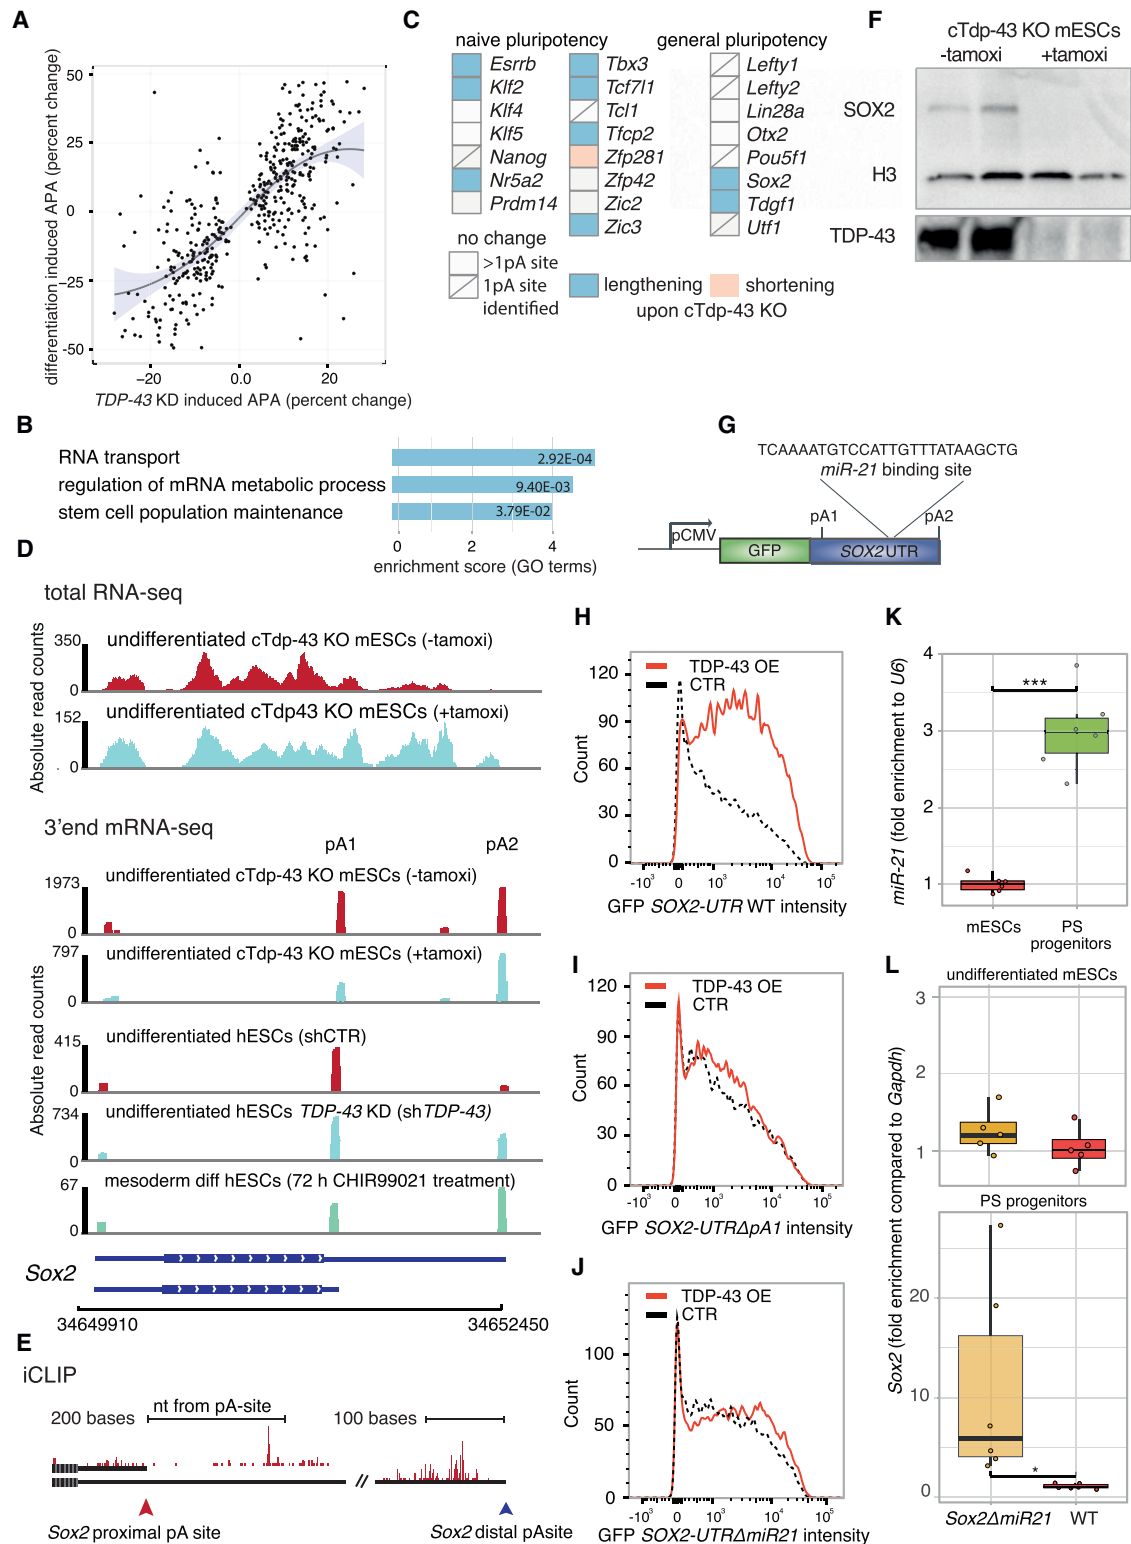 A
differentiation induced APA (percent change)
50
25
0
−25
-50
−20
0.0
20
TDP-43 KD induced APA (percent change)
B
RNA transport
2.92E-04
regulation of mRNA metabolic process
9.40E-03
stem cell population maintenance
3.79E-02
0
2
4
enrichment score (GO terms)
C
naive pluripotency
general pluripotency
Esrrb
Klf2
Klf4
Klf5
Nanog
Nr5a2
Prdm14
Tbx3
Tcf7l1
Tcl1
Tfcp2
Zfp281
Zfp42
Zic2
Zic3
Lefty1
Lefty2
Lin28a
Otx2
Pou5f1
Sox2
Tdgf1
Utf1
no change
>1pA site
1pA site
identified
lengthening
shortening
upon cTdp-43 KO
D
total RNA-seq
Absolute read counts
undifferentiated cTdp-43 KO mESCs (-tamoxi)
350
0
undifferentiated cTdp43 KO mESCs (+tamoxi)
152
0
3'end mRNA-seq
pA1
pA2
Absolute read counts
undifferentiated cTdp-43 KO mESCs (-tamoxi)
1973
0
undifferentiated cTdp-43 KO mESCs (+tamoxi)
797
0
undifferentiated hESCs (shCTR)
415
0
undifferentiated hESCs TDP-43 KD (shTDP-43)
734
0
mesoderm diff hESCs (72 h CHIR99021 treatment)
67
0
Sox2
34649910
34652450
E
iCLIP
nt from pA-site
200 bases
100 bases
//
Sox2 proximal pA site
Sox2 distal pAsite
F
cTdp-43 KO mESCs
-tamoxi
+tamoxi
SOX2
H3
TDP-43
G
TCAAAATGTCCATTGTTTATAAGCTG
miR-21 binding site
pA1
pA2
pCMV
GFP
SOX2 UTR
H
TDP-43 OE
CTR
Count
120
90
60
30
0
-10³
0
10³
10⁴
10⁵
GFP SOX2-UTR WT intensity
I
TDP-43 OE
CTR
Count
120
90
60
30
0
-10³
0
10³
10⁴
10⁵
GFP SOX2-UTRΔpA1 intensity
J
TDP-43 OE
CTR
Count
100
50
0
-10³
0
10³
10⁴
10⁵
GFP SOX2-UTRΔmiR21 intensity
K
miR-21 (fold enrichment to U6)
4
3
2
1
***
mESCs
PS
progenitors
L
undifferentiated mESCs
Sox2 (fold enrichment compared to Gapdh)
3
2
1
PS progenitors
20
10
0
*
Sox2ΔmiR21
WT